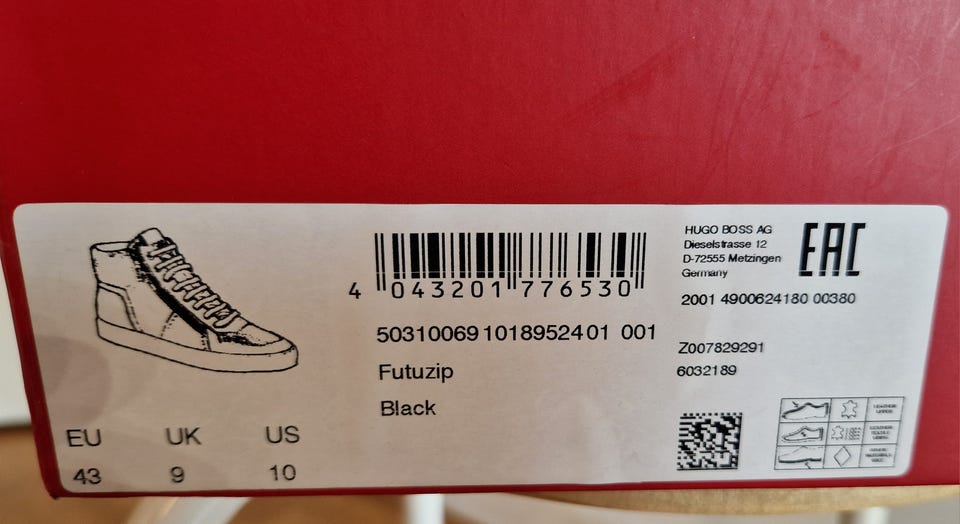 EU UK US
43 9 10
4 043201 776530
50310069 1018952401 001
Futuzip
Black
HUGO BOSS AG
Dieselstrasse 12
D-72555 Metzingen
Germany
EAC
2001 4900624180 00380
Z007829291
6032189